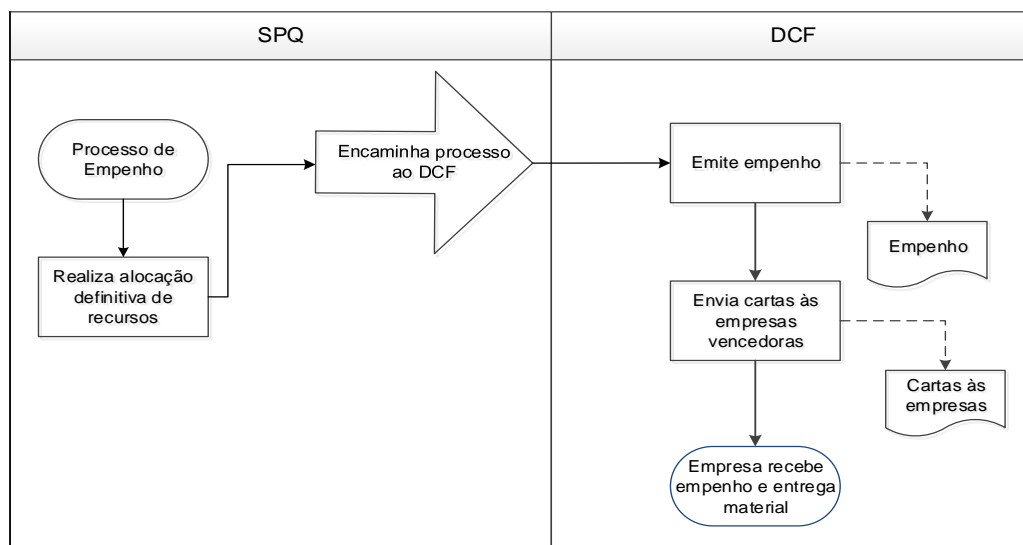 SPQ
DCF
Processo de
Empenho
Realiza alocação
definitiva de
recursos
Encaminha processo
ao DCF
Emite empenho
Empenho
Envia cartas às
empresas
vencedoras
Cartas às
empresas
Empresa recebe
empenho e entrega
material